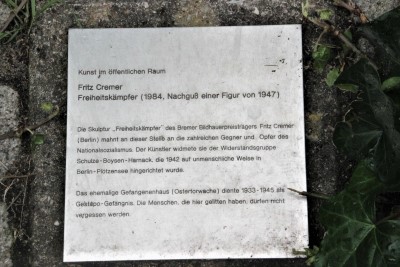 Kunst im öffentlichen Raum
Fritz Cremer
Freiheitskämpfer (1984, Nachguß einer Figur von 1947)
Die Skulptur „Freiheitskämpfer" des Bremer Bildhauerpreisträgers Fritz Cremer
(Berlin) mahnt an dieser Stelle an die zahlreichen Gegner und Opfer des
Nationalsozialismus. Der Künstler widmete sie der Widerstandsgruppe
Schulze-Boysen-Harnack, die 1942 auf unmenschliche Weise in
Berlin-Plötzensee hingerichtet wurde.
Das ehemalige Gefangenenhaus (Ostertorwache) diente 1933-1945 als
Gestapo-Gefängnis. Die Menschen, die hier gelitten haben, dürfen nicht
vergessen werden.